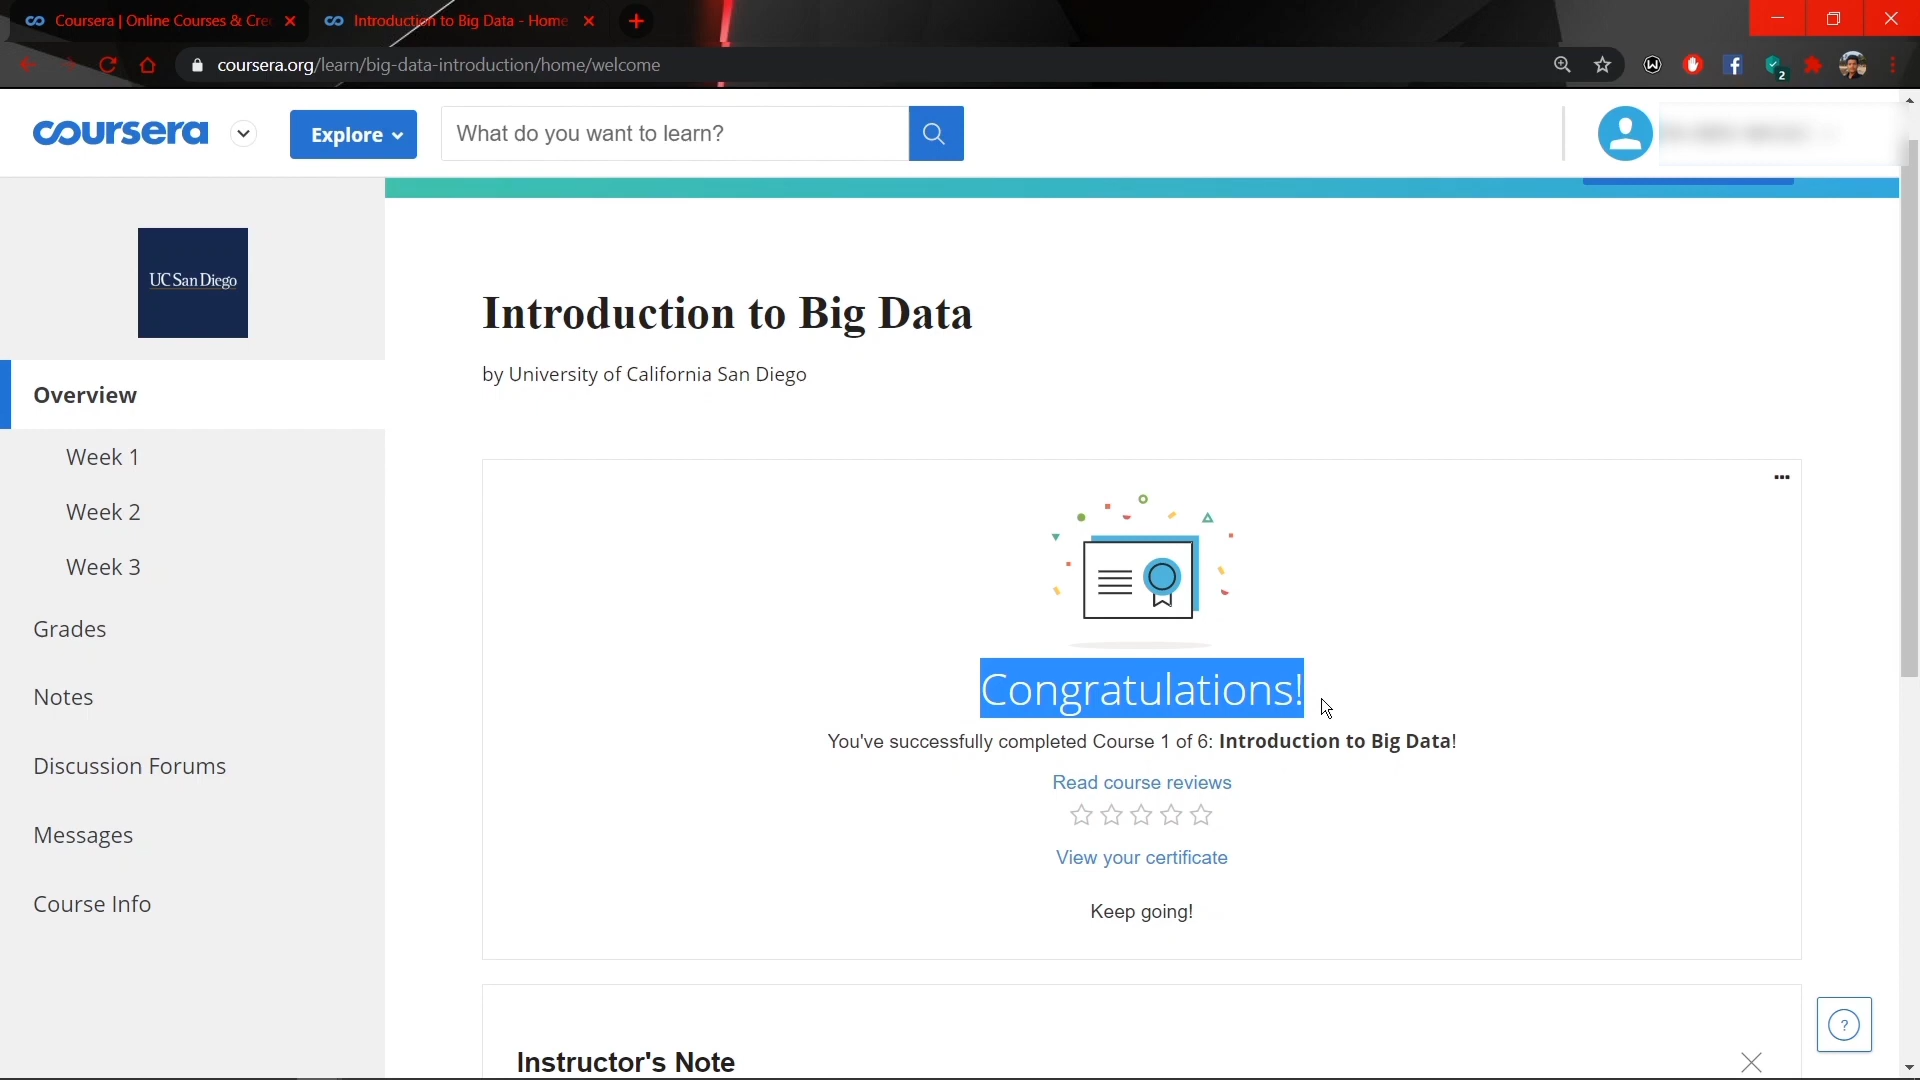 Coursera | Online Courses & Cre
Introduction to Big Data - Home
coursera.org/learn/big-data-introduction/home/welcome
2
coursera
Explore
What do you want to learn?
UC San Diego
Introduction to Big Data
by University of California San Diego
Overview
Week 1
Week 2
Week 3
Grades
Notes
Discussion Forums
Messages
Course Info
Congratulations!
You've successfully completed Course 1 of 6: Introduction to Big Data!
Read course reviews
View your certificate
Keep going!
Instructor's Note
?